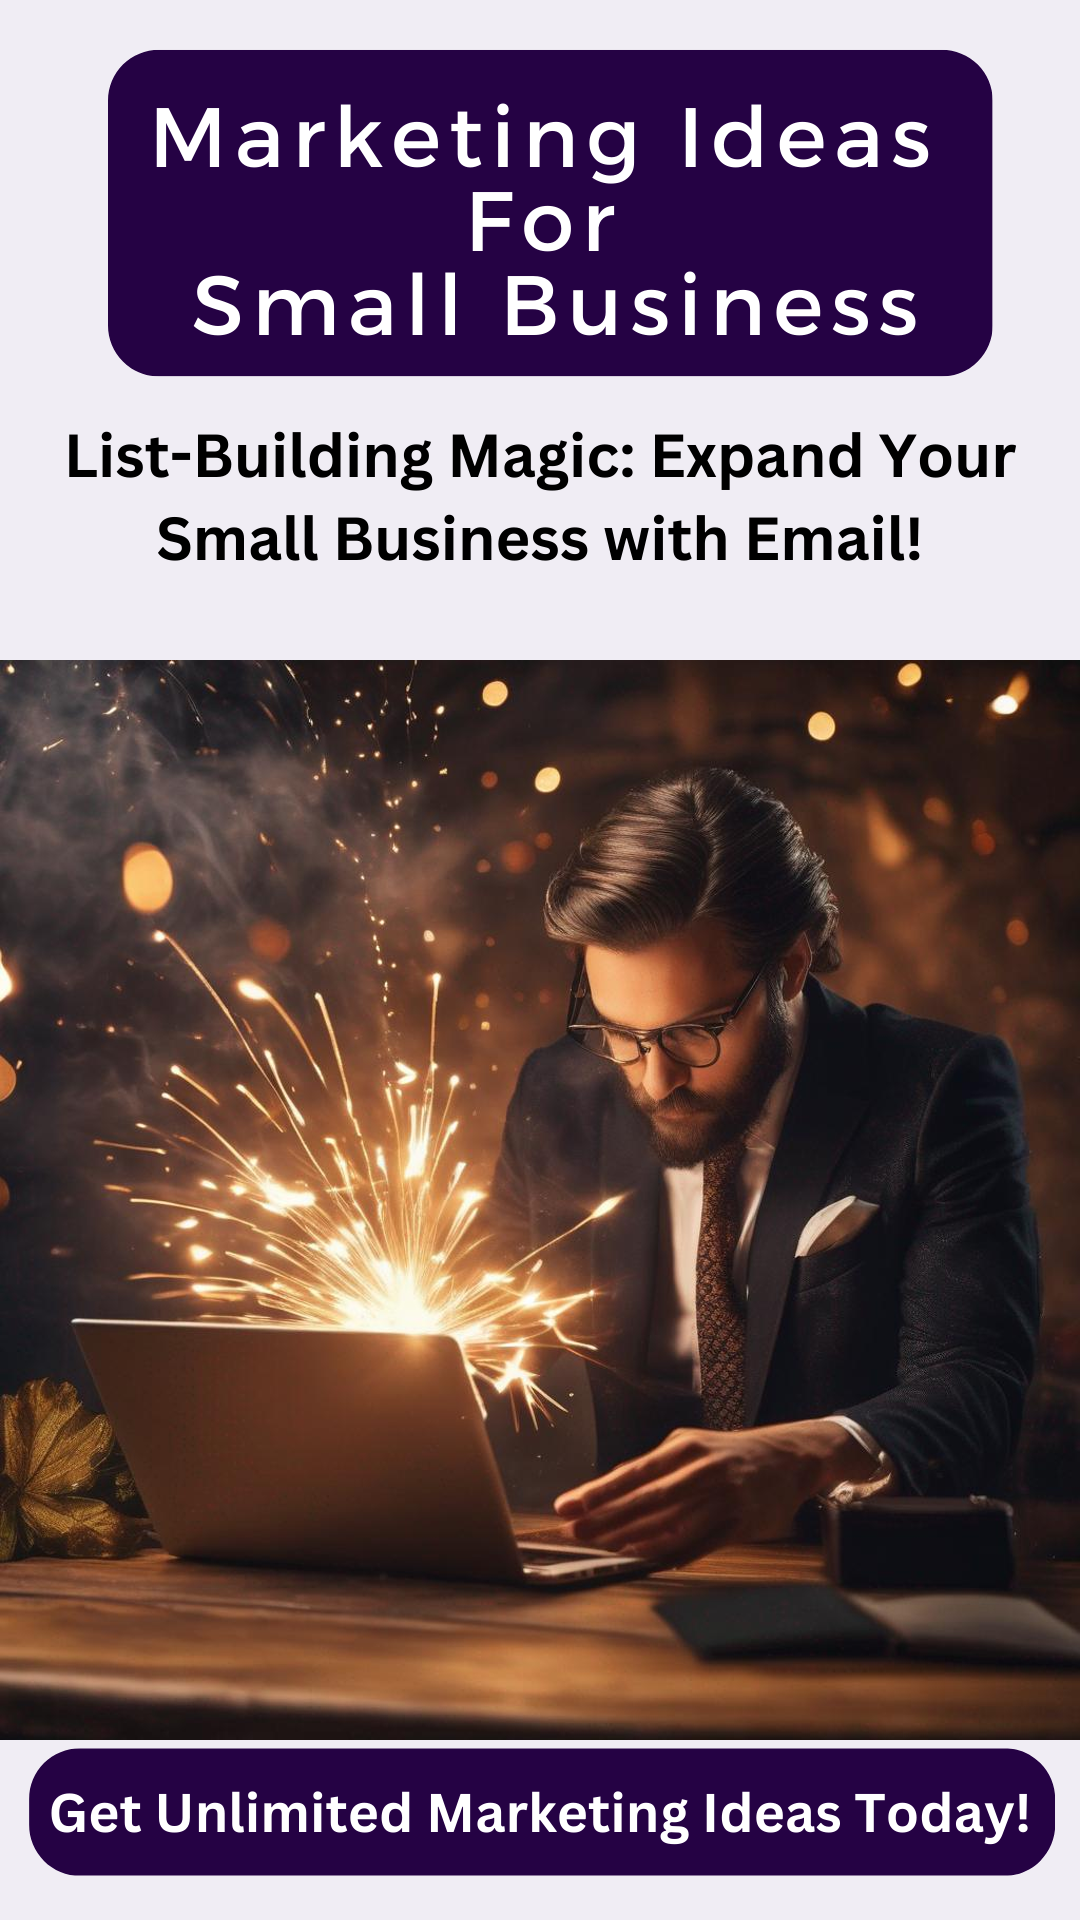 Marketing Ideas
For
Small Business
List-Building Magic: Expand Your
Small Business with Email!
Get Unlimited Marketing Ideas Today!